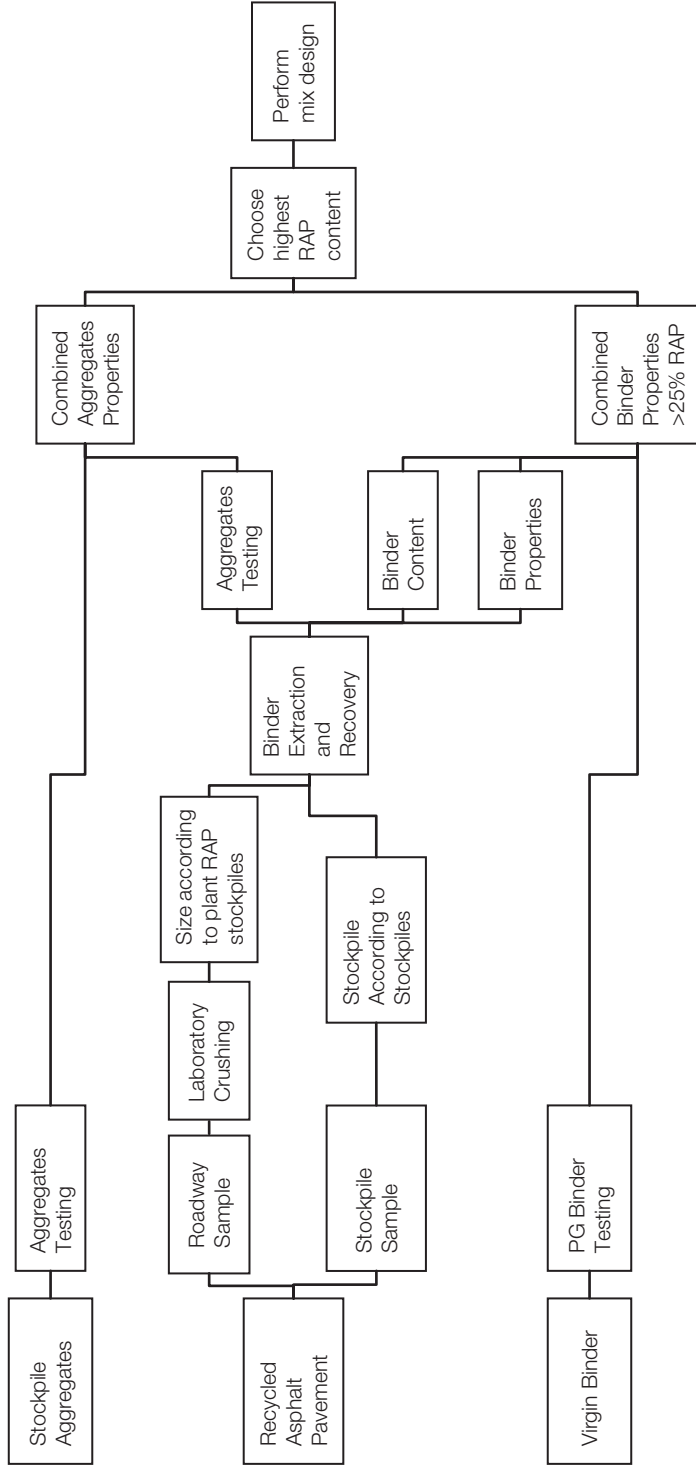 Stockpile
Aggregates
Aggregates
Testing
Combined
Aggregates
Properties
Recycled
Asphalt
Pavement
Roadway
Sample
Laboratory
Crushing
Size according
to plant RAP
stockpiles
Stockpile
Sample
Stockpile
According to
Stockpiles
Binder
Extraction
and
Recovery
Aggregates
Testing
Binder
Content
Binder
Properties
Virgin Binder
PG Binder
Testing
Combined
Binder
Properties
>25% RAP
Choose
highest
RAP
content
Perform
mix design